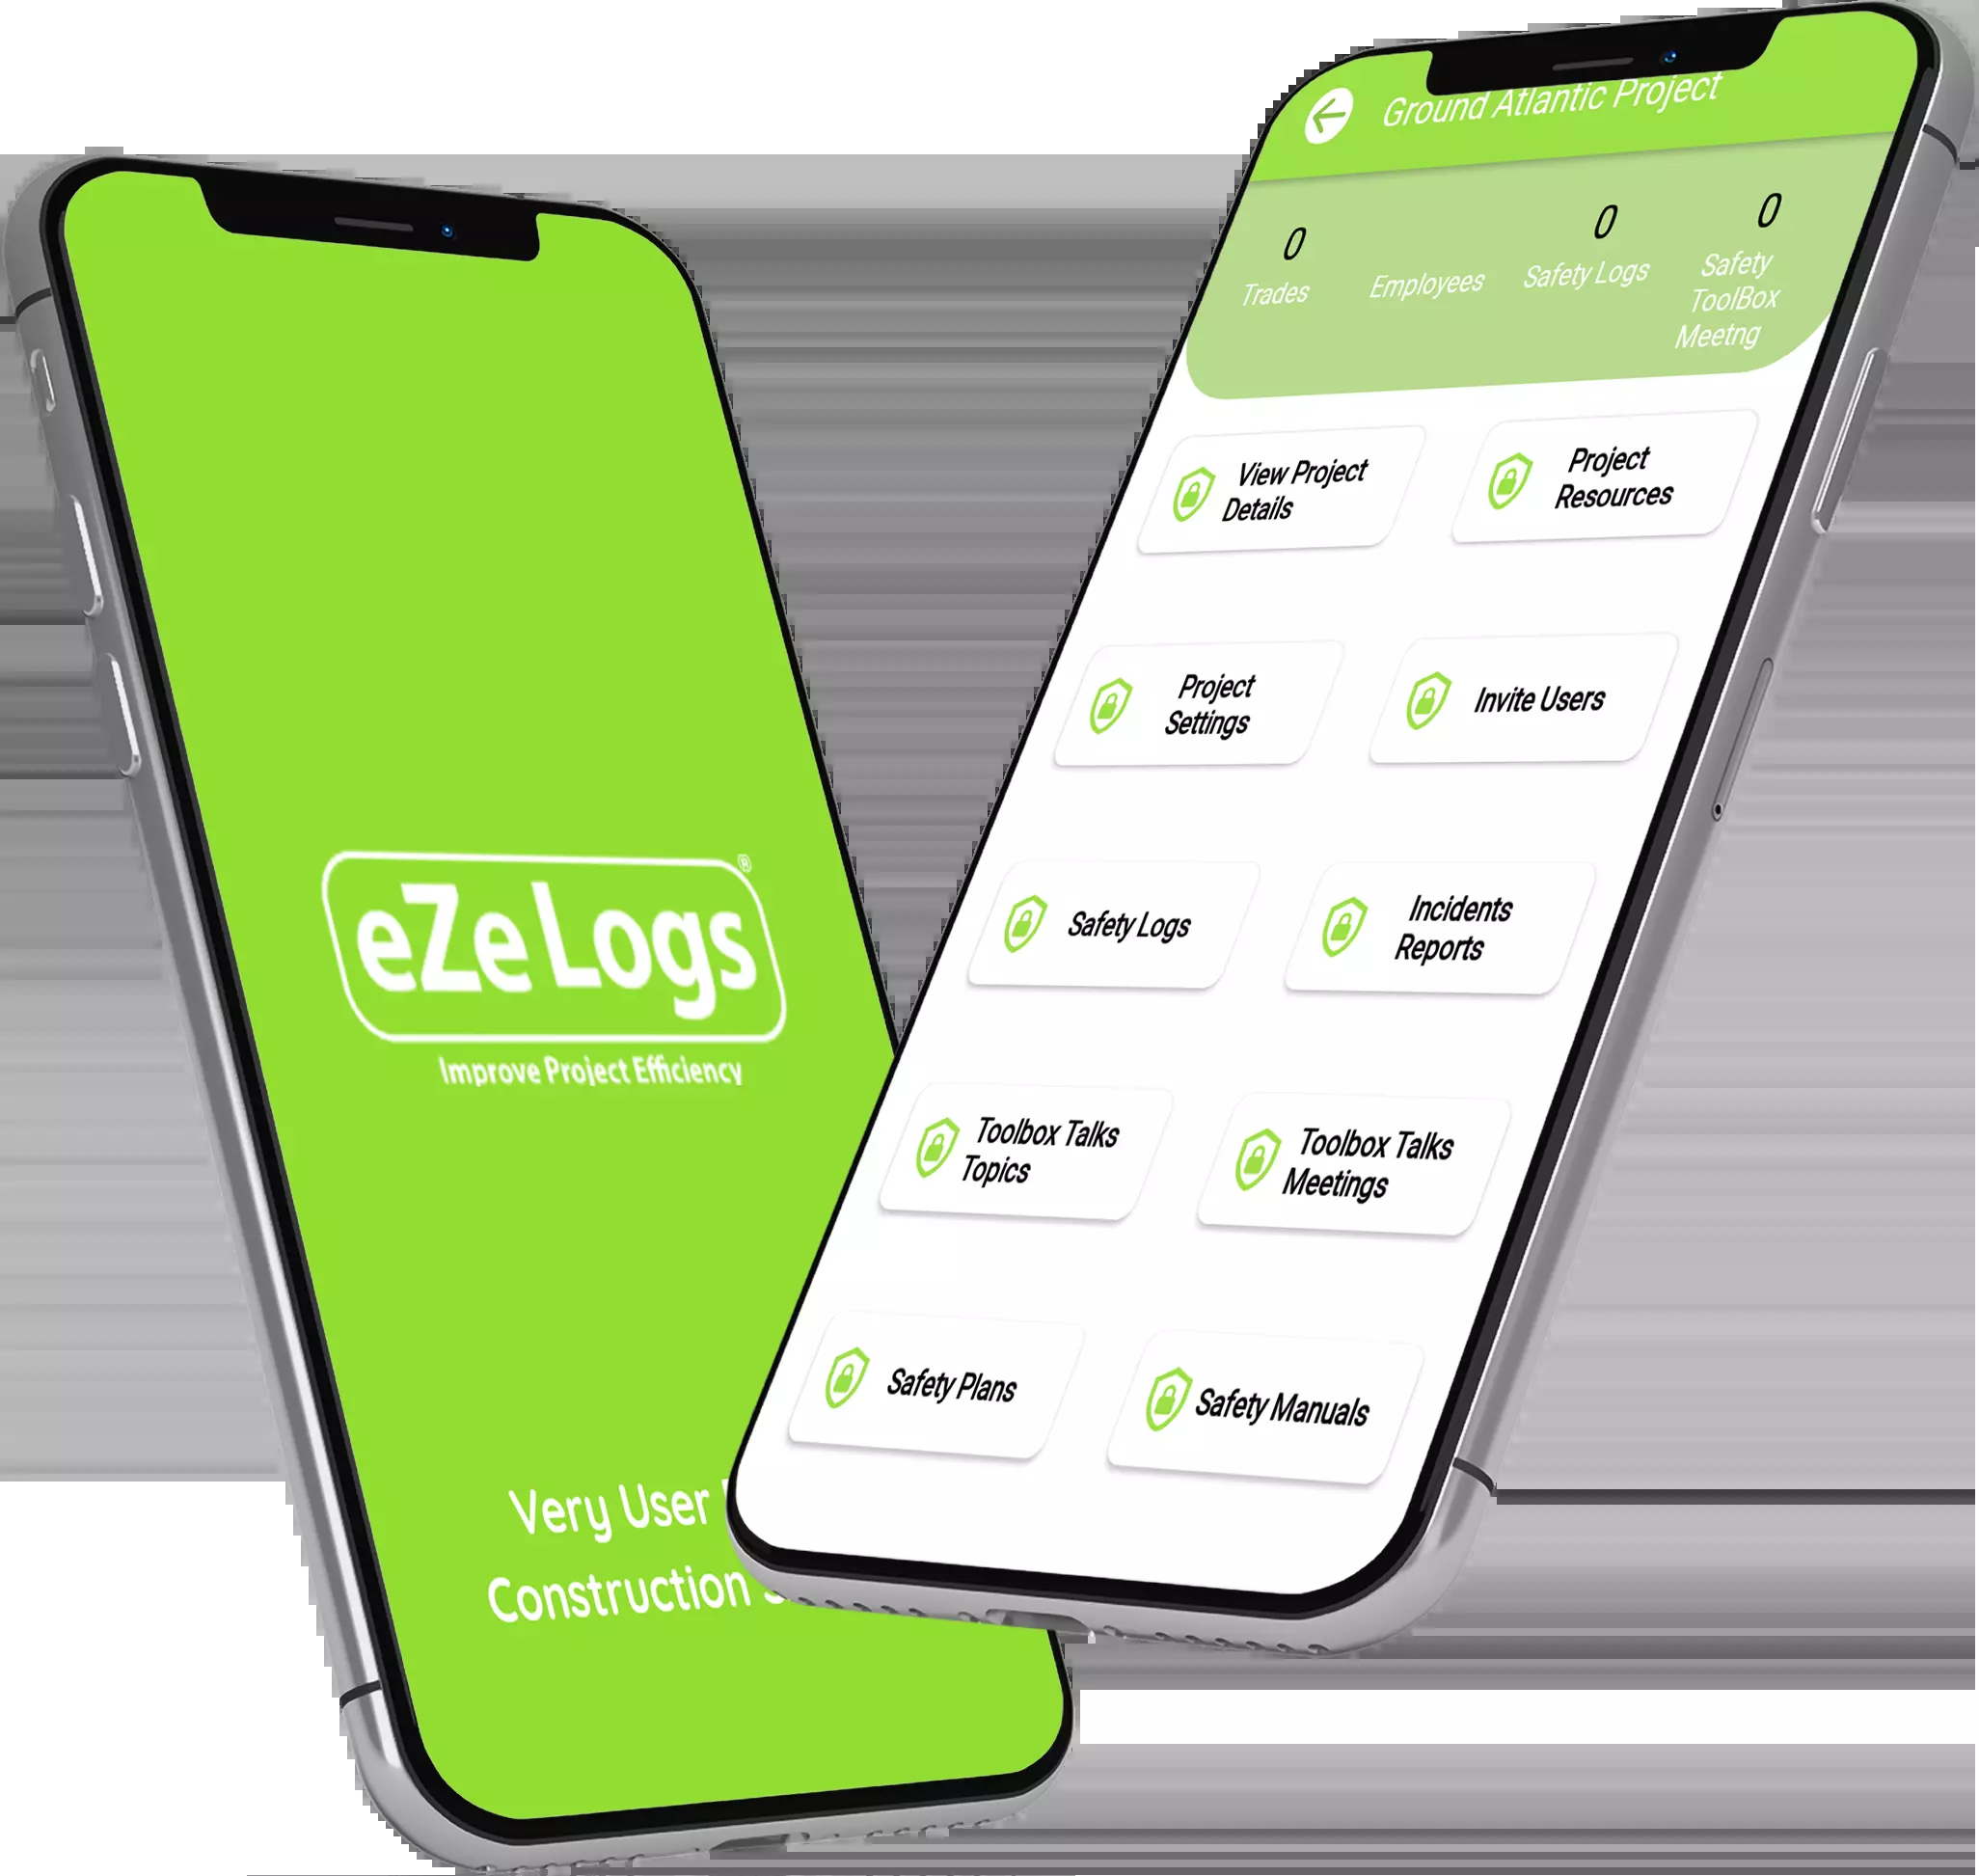 eZeLogs
®
Improve Project Efficiency
Very User
Construction
Ground Atlantic Project
0
Trades
Employees
0
Safety Logs
0
Safety
ToolBox
Meetng
View Project
Details
Project
Resources
Project
Settings
Invite Users
Safety Logs
Incidents
Reports
Toolbox Talks
Topics
Toolbox Talks
Meetings
Safety Plans
Safety Manuals